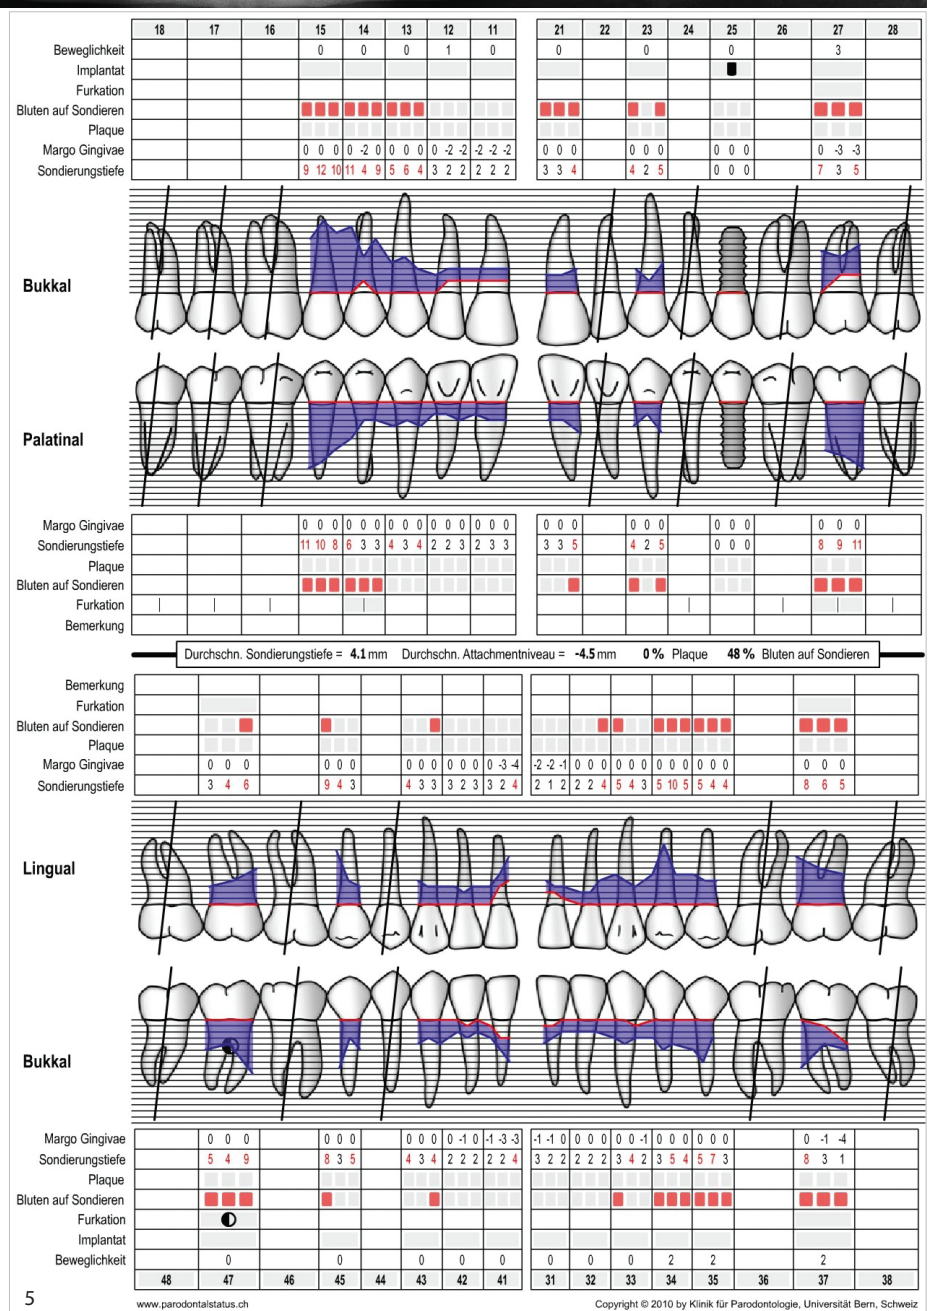 18 17 16 15 14 13 12 11 21 22 23 24 25 26 27 28
Beweglichkeit 0 0 0 1 0 0 0 0 3
Implantat
Furkation
Bluten auf Sondieren
Plaque
Margo Gingivae 0 0 0 0 -2 0 0 0 0 0 -2 -2 -2 -2 -2 0 0 0 0 0 0 0 0 0 0 -3 -3
Sondierungstiefe 9 12 10 11 4 9 5 6 4 3 2 2 2 2 2 3 3 4 4 2 5 0 0 0 7 3 5
Bukkal
Palatinal
Margo Gingivae 0 0 0 0 0 0 0 0 0 0 0 0 0 0 0 0 0 0 0 0 0 0 0 0 0 0 0
Sondierungstiefe 11 10 8 6 3 3 4 3 4 2 2 3 2 3 3 3 3 5 4 2 5 0 0 0 8 9 11
Plaque
Bluten auf Sondieren
Furkation
Bemerkung
Durchschn. Sondierungstiefe = 4.1 mm Durchschn. Attachmentniveau = -4.5 mm 0 % Plaque 48 % Bluten auf Sondieren
Bemerkung
Furkation
Bluten auf Sondieren
Plaque
Margo Gingivae 0 0 0 0 0 0 0 0 0 0 0 0 0 -3 -4 -2 -2 -1 0 0 0 0 0 0 0 0 0 0 0 0 0 0 0
Sondierungstiefe 3 4 6 9 4 3 4 3 3 3 2 3 3 2 4 2 1 2 2 2 4 5 4 3 5 10 5 5 4 4 8 6 5
Lingual
Bukkal
Margo Gingivae 0 0 0 0 0 0 0 0 0 0 -1 0 -1 -3 -3 -1 -1 0 0 0 0 0 0 -1 0 0 0 0 0 0 0 -1 -4
Sondierungstiefe 5 4 9 8 3 5 4 3 4 2 2 2 2 2 4 3 2 2 2 2 2 3 4 2 3 5 4 5 7 3 8 3 1
Plaque
Bluten auf Sondieren
Furkation
Implantat
Beweglichkeit 0 0 0 0 0 0 0 0 2 2 2
48 47 46 45 44 43 42 41 31 32 33 34 35 36 37 38
5 www.parodontalstatus.ch Copyright © 2010 by Klinik für Parodontologie, Universität Bern, Schweiz